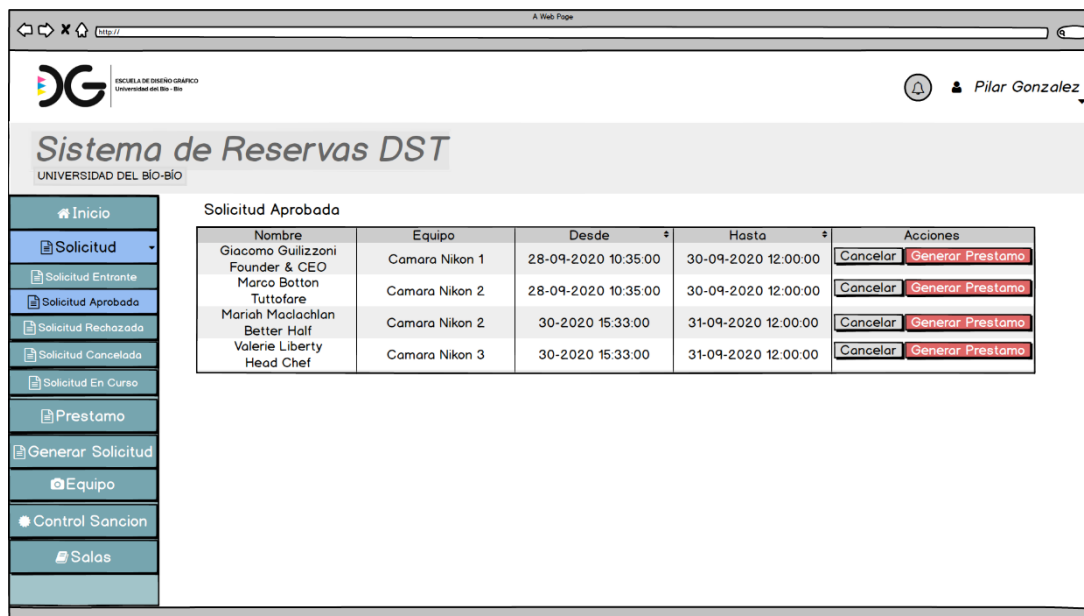 A Web Page
http://
DG
ESCUELA DE DISEÑO GRÁFICO
Universidad del Bío - Bío
Pilar Gonzalez
Sistema de Reservas DST
UNIVERSIDAD DEL BÍO-BÍO
Inicio
Solicitud
Solicitud Entrante
Solicitud Aprobada
Solicitud Rechazada
Solicitud Cancelada
Solicitud En Curso
Prestamo
Generar Solicitud
Equipo
Control Sancion
Salas
Solicitud Aprobada
Nombre Equipo Desde Hasta Acciones
Giacomo Guilizzoni
Founder & CEO
Camara Nikon 1 28-09-2020 10:35:00 30-09-2020 12:00:00 Cancelar Generar Prestamo
Marco Botton
Tuttofare
Camara Nikon 2 28-09-2020 10:35:00 30-09-2020 12:00:00 Cancelar Generar Prestamo
Mariah Maclachlan
Better Half
Camara Nikon 2 30-2020 15:33:00 31-09-2020 12:00:00 Cancelar Generar Prestamo
Valerie Liberty
Head Chef
Camara Nikon 3 30-2020 15:33:00 31-09-2020 12:00:00 Cancelar Generar Prestamo